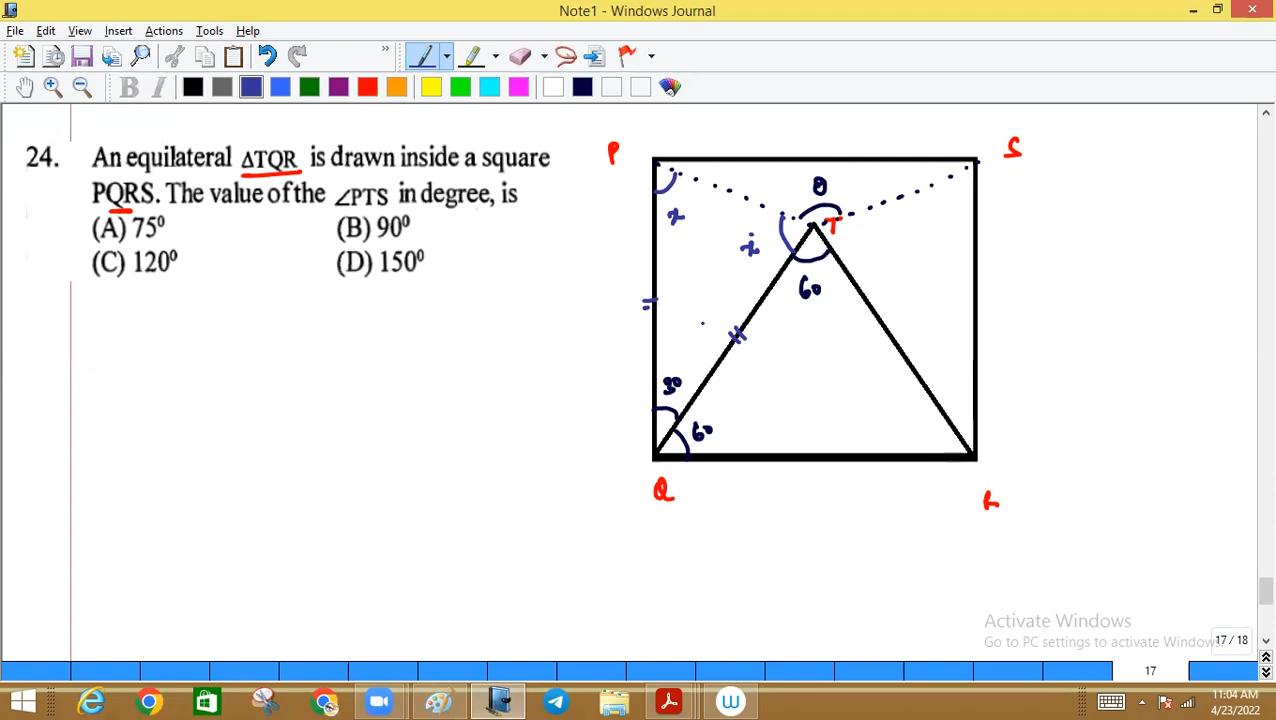 Note1 - Windows Journal
File Edit View Insert Actions Tools Help
B I
24. An equilateral ΔTQR is drawn inside a square
PQRS. The value of the ∠PTS in degree, is
(A) 75⁰ (B) 90⁰
(C) 120⁰ (D) 150⁰
P
S
θ
x
T
x
60
30
60
Q
R
Activate Windows
Go to PC settings to activate Windows.
17 / 18
17
W
11:04 AM
4/23/2022